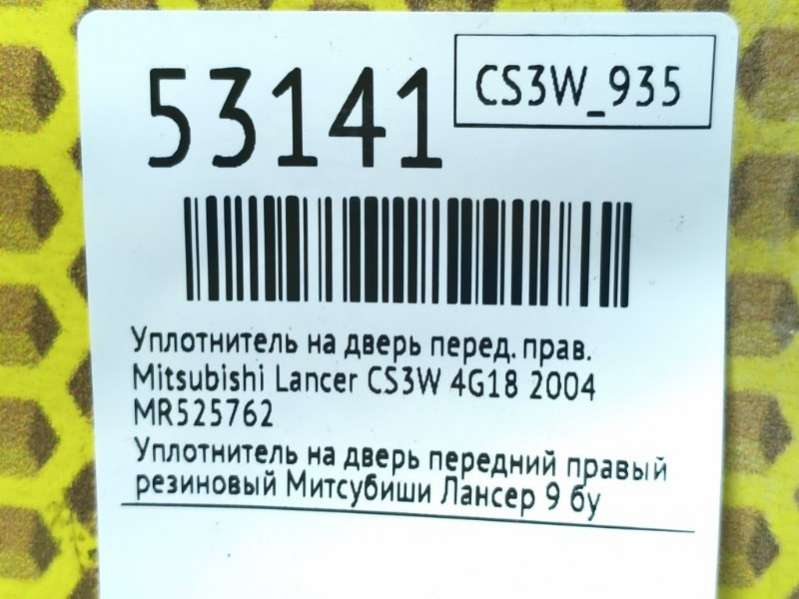 53141
CS3W_935
Уплотнитель на дверь перед. прав.
Mitsubishi Lancer CS3W 4G18 2004
MR525762
Уплотнитель на дверь передний правый
резиновый Митсубиши Лансер 9 бу